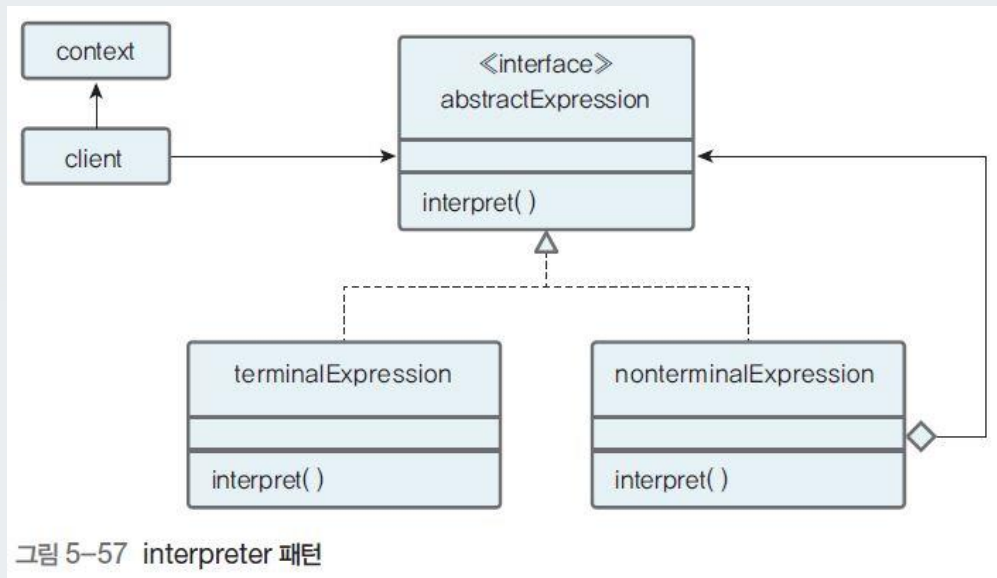 context
client
≪interface≫
abstractExpression
interpret( )
terminalExpression
interpret( )
nonterminalExpression
interpret( )
그림 5-57 interpreter 패턴